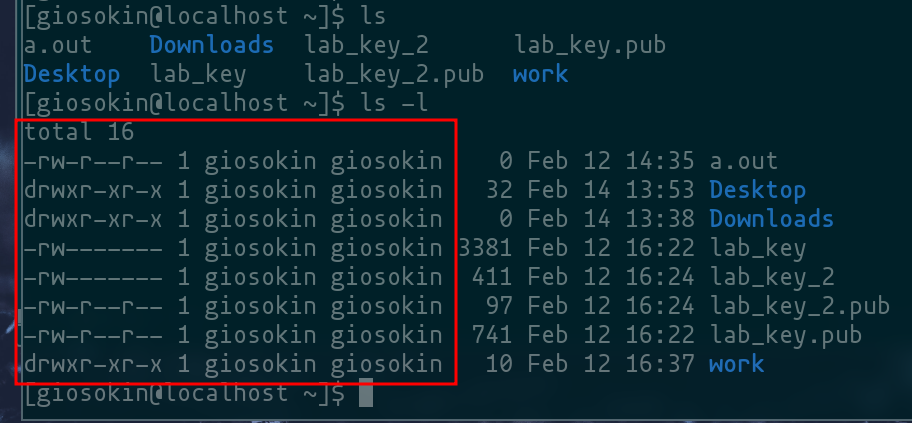 [giosokin@localhost ~]$ ls
a.out    Downloads  lab_key_2      lab_key.pub
Desktop  lab_key    lab_key_2.pub  work
[giosokin@localhost ~]$ ls -l
total 16
-rw-r--r-- 1 giosokin giosokin    0 Feb 12 14:35 a.out
drwxr-xr-x 1 giosokin giosokin   32 Feb 14 13:53 Desktop
drwxr-xr-x 1 giosokin giosokin    0 Feb 14 13:38 Downloads
-rw------- 1 giosokin giosokin 3381 Feb 12 16:22 lab_key
-rw------- 1 giosokin giosokin  411 Feb 12 16:24 lab_key_2
-rw-r--r-- 1 giosokin giosokin   97 Feb 12 16:24 lab_key_2.pub
-rw-r--r-- 1 giosokin giosokin  741 Feb 12 16:22 lab_key.pub
drwxr-xr-x 1 giosokin giosokin   10 Feb 12 16:37 work
[giosokin@localhost ~]$